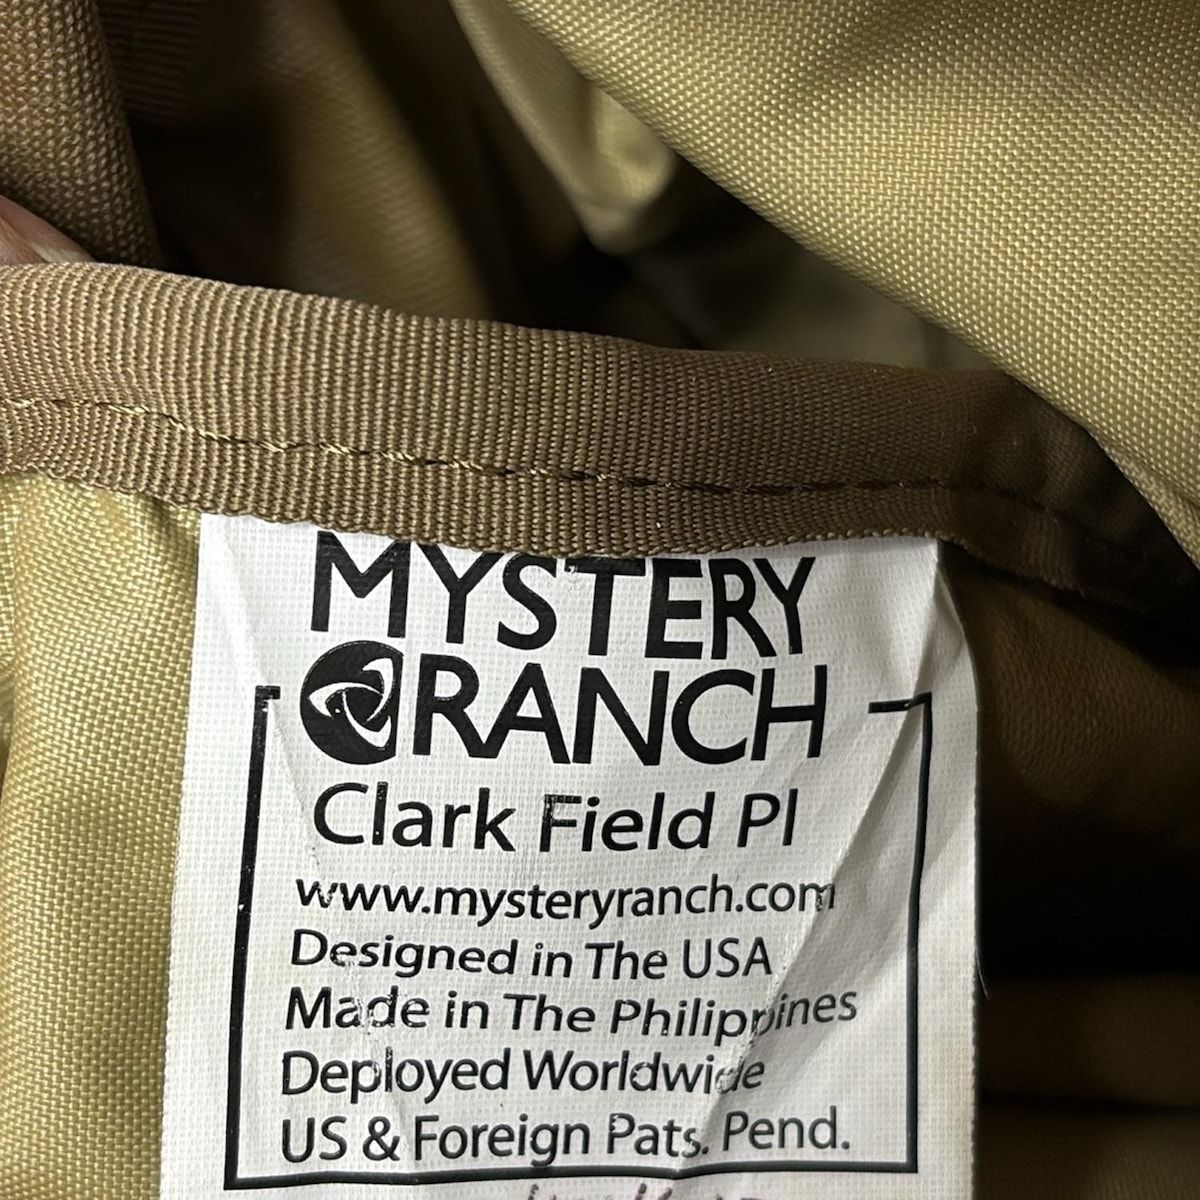 MYSTERY
RANCH
Clark Field Pl
www.mysteryranch.com
Designed in The USA
Made in The Philippines
Deployed Worldwide
US & Foreign Pats. Pend.